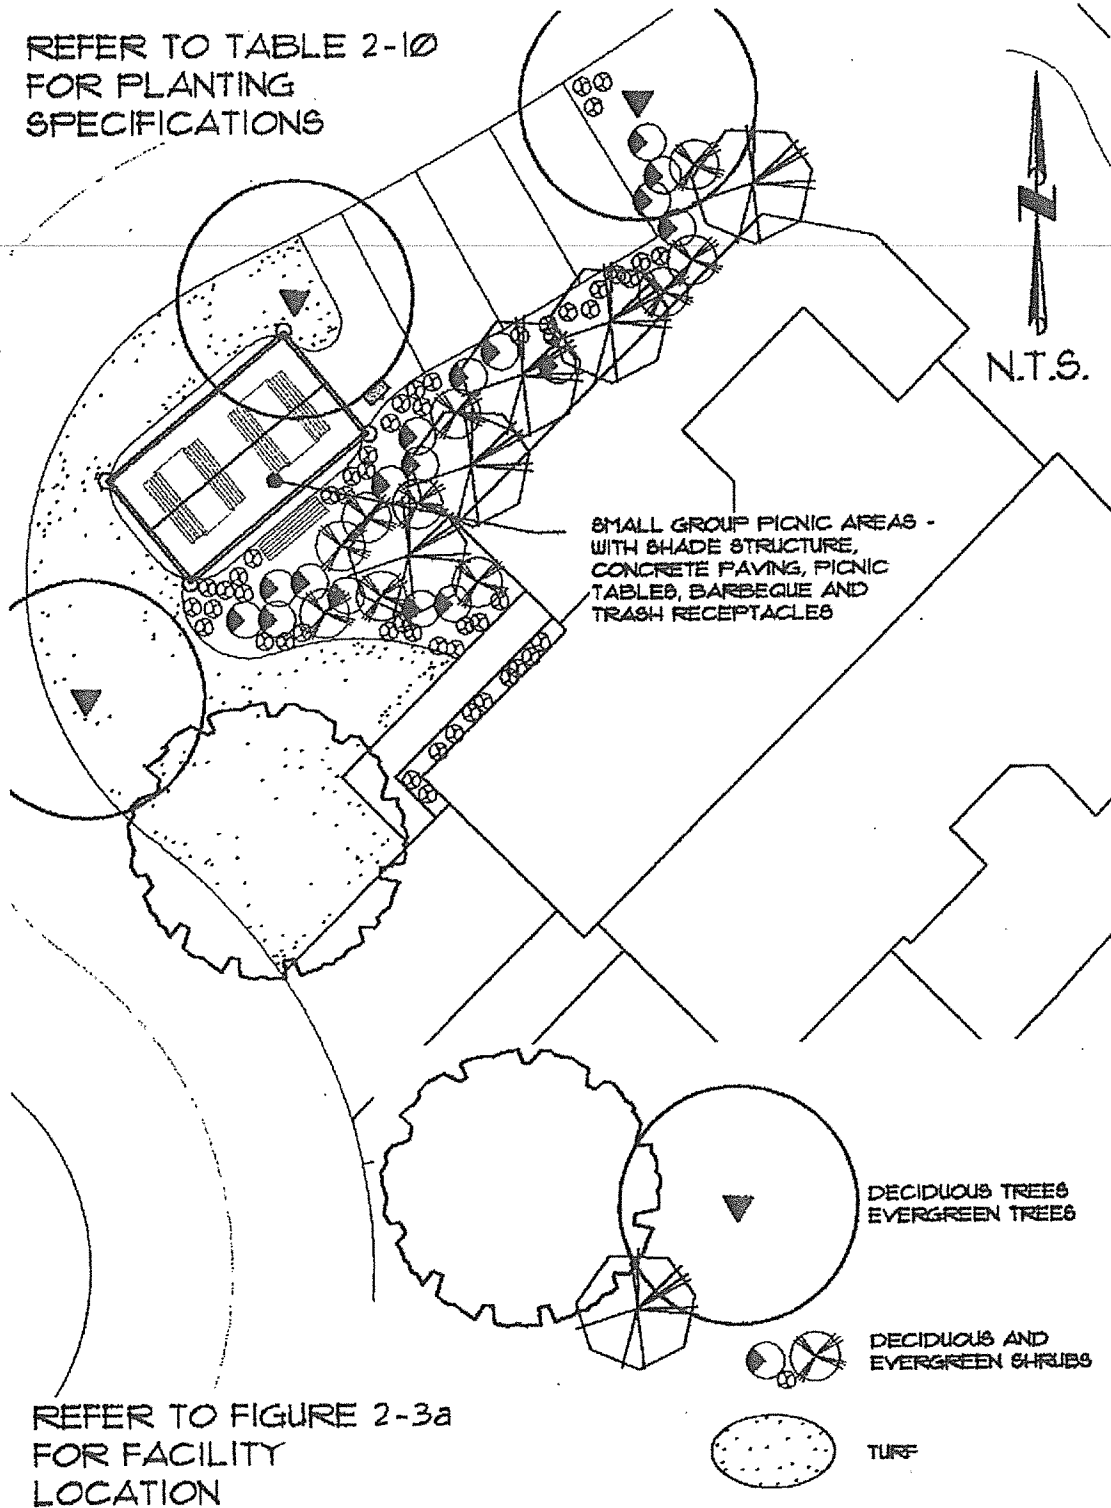 REFER TO TABLE 2-10
FOR PLANTING
SPECIFICATIONS
N
N.T.S.
SMALL GROUP PICNIC AREAS -
WITH SHADE STRUCTURE,
CONCRETE PAVING, PICNIC
TABLES, BARBEQUE AND
TRASH RECEPTACLES
DECIDUOUS TREES
EVERGREEN TREES
DECIDUOUS AND
EVERGREEN SHRUBS
TURF
REFER TO FIGURE 2-3a
FOR FACILITY
LOCATION